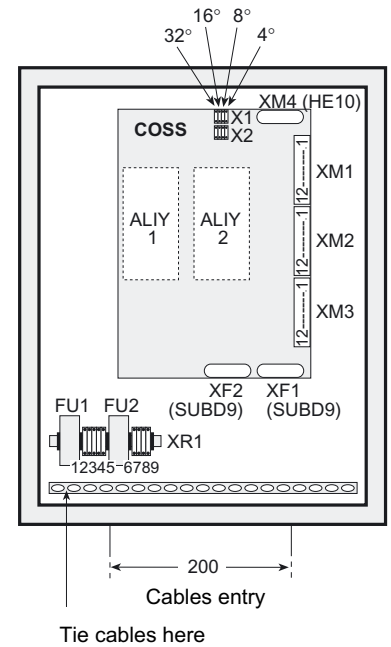 16° 8°
32° 4°
XM4 (HE10)
X1
COSS
X2
12-----1
XM1
ALIY
1
ALIY
2
12-----1
XM2
12-----1
XM3
XF2
(SUBD9)
XF1
(SUBD9)
FU1 FU2
XR1
12345 6789
200
Cables entry
Tie cables here